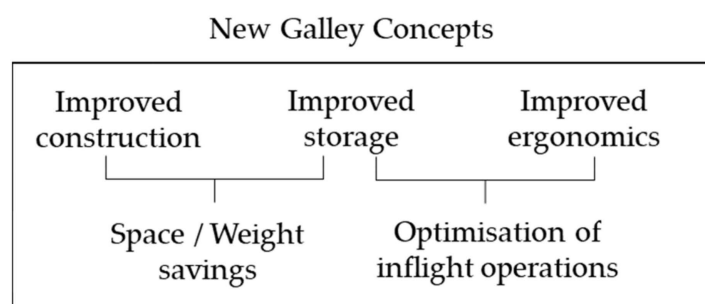 New Galley Concepts
Improved construction
Improved storage
Improved ergonomics
Space / Weight savings
Optimisation of inflight operations